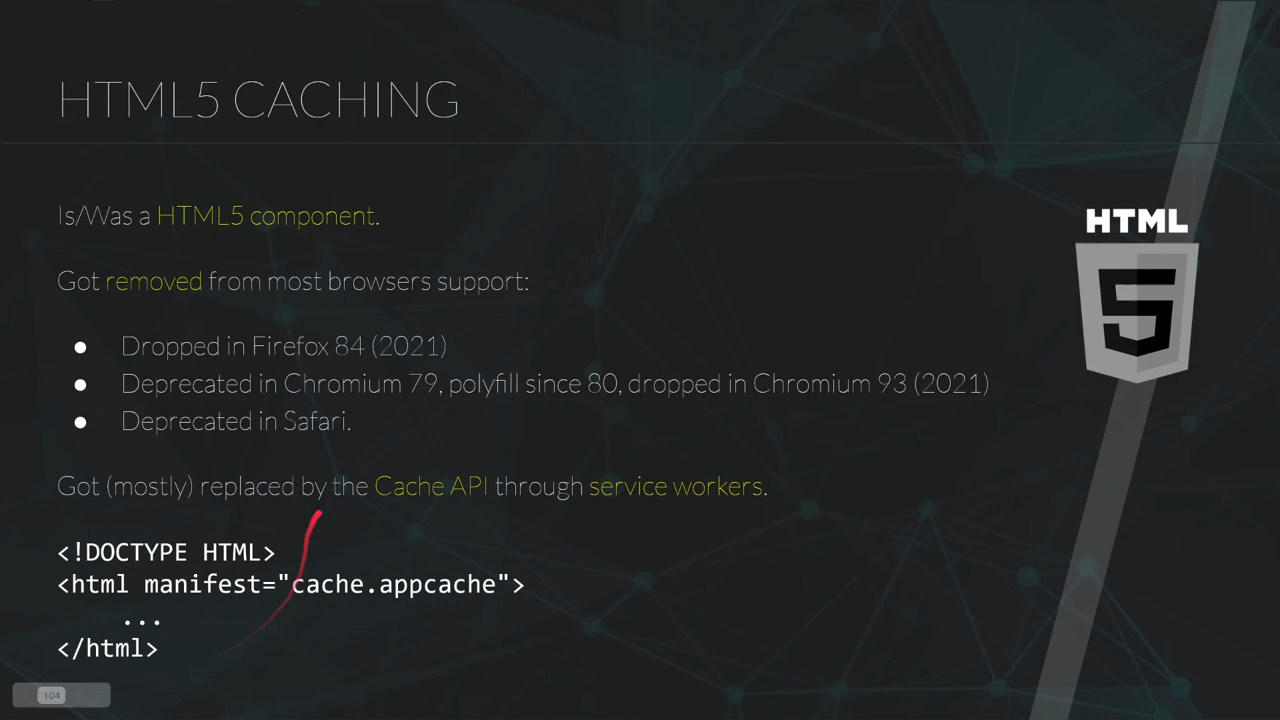 HTML5 CACHING
Is/Was a HTML5 component.
HTML
5
Got removed from most browsers support:
● Dropped in Firefox 84 (2021)
● Deprecated in Chromium 79, polyfill since 80, dropped in Chromium 93 (2021)
● Deprecated in Safari.
Got (mostly) replaced by the Cache API through service workers.
<!DOCTYPE HTML>
<html manifest="cache.appcache">
...
</html>
104